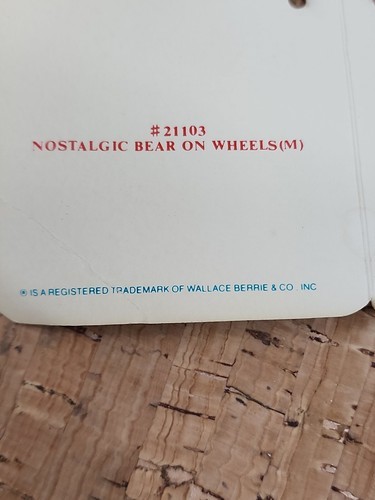 #21103
NOSTALGIC BEAR ON WHEELS(M)
® IS A REGISTERED TRADEMARK OF WALLACE BERRIE & CO. INC